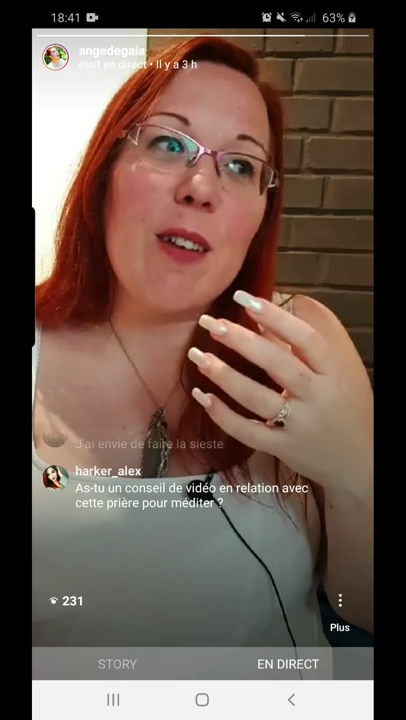 18:41
63%
angedegaia
était en direct • Il y a 3 h
J'ai envie de faire la sieste
harker_alex
As-tu un conseil de vidéo en relation avec
cette prière pour méditer ?
231
Plus
STORY
EN DIRECT